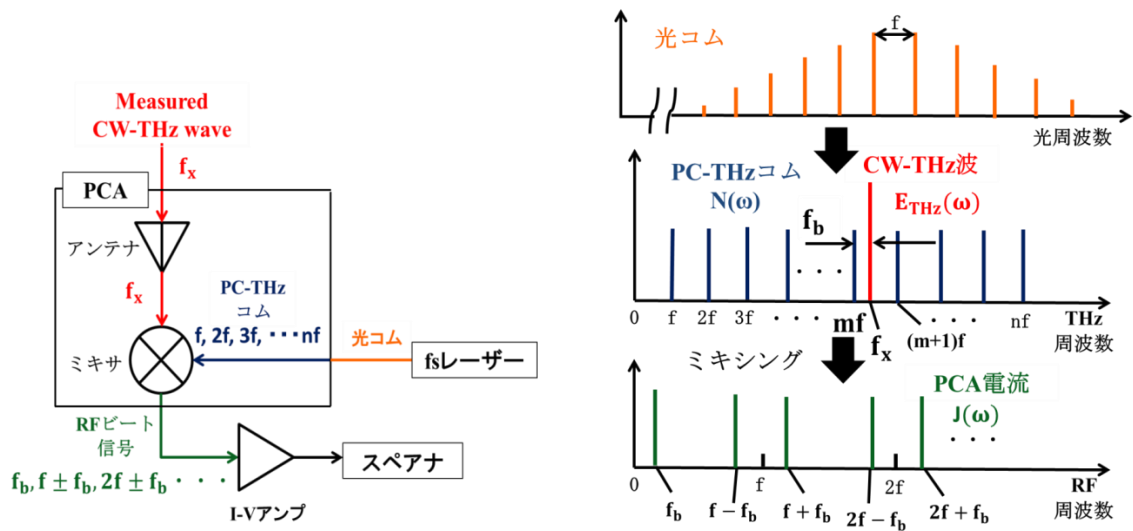 Measured
CW-THz wave
fx
PCA
アンテナ
fx
PC-THz
コム
f, 2f, 3f, ・・・nf
光コム
fsレーザー
ミキサ
RFビート
信号
fb, f ± fb, 2f ± fb ・・・
I-Vアンプ
スペアナ
光コム
f
光周波数
PC-THzコム
N(ω)
CW-THz波
ETHz(ω)
fb
・・・
0
f
2f
3f
・・・・
mf
fx
(m+1)f
・・・・
nf
THz
周波数
ミキシング
PCA電流
J(ω)
・・・
0
fb
f − fb
f
f + fb
2f − fb
2f
2f + fb
RF
周波数